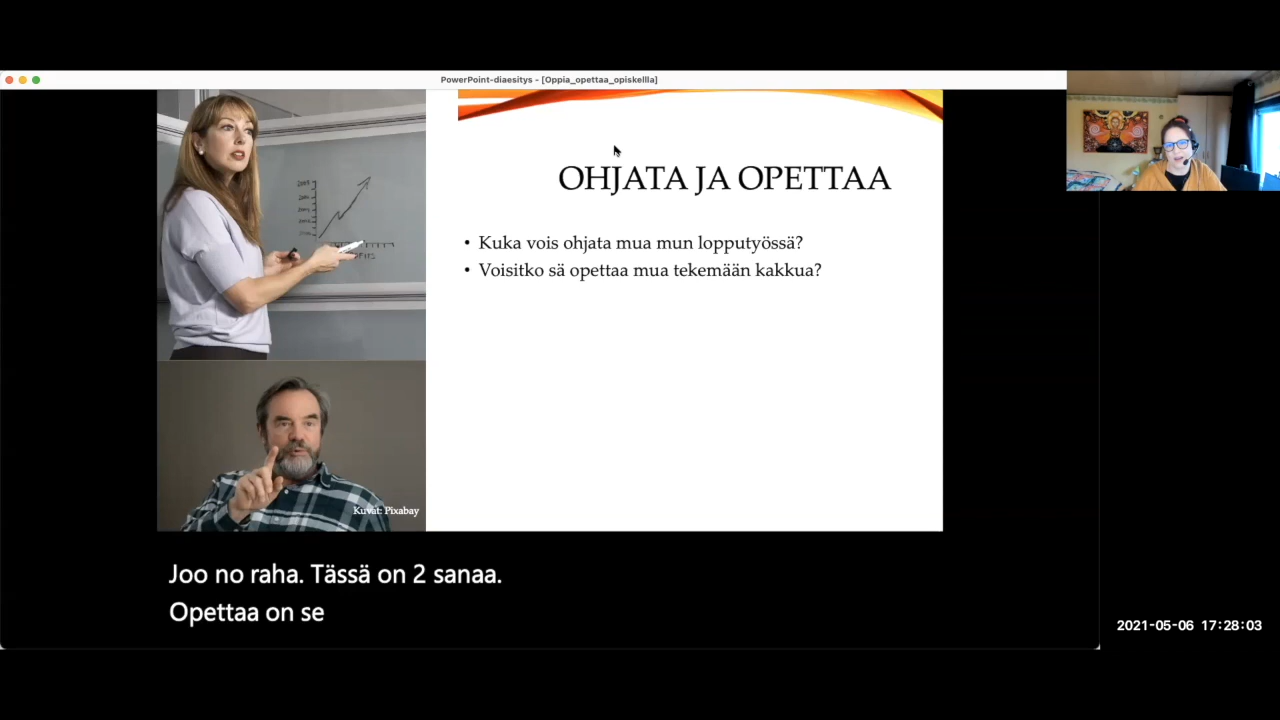 PowerPoint-diaesitys - [Oppia_opettaa_opiskellla]
OHJATA JA OPETTAA
• Kuka vois ohjata mua mun lopputyössä?
• Voisitko sä opettaa mua tekemään kakkua?
Kuvat: Pixabay
Joo no raha. Tässä on 2 sanaa.
Opettaa on se
2021-05-06 17:28:03